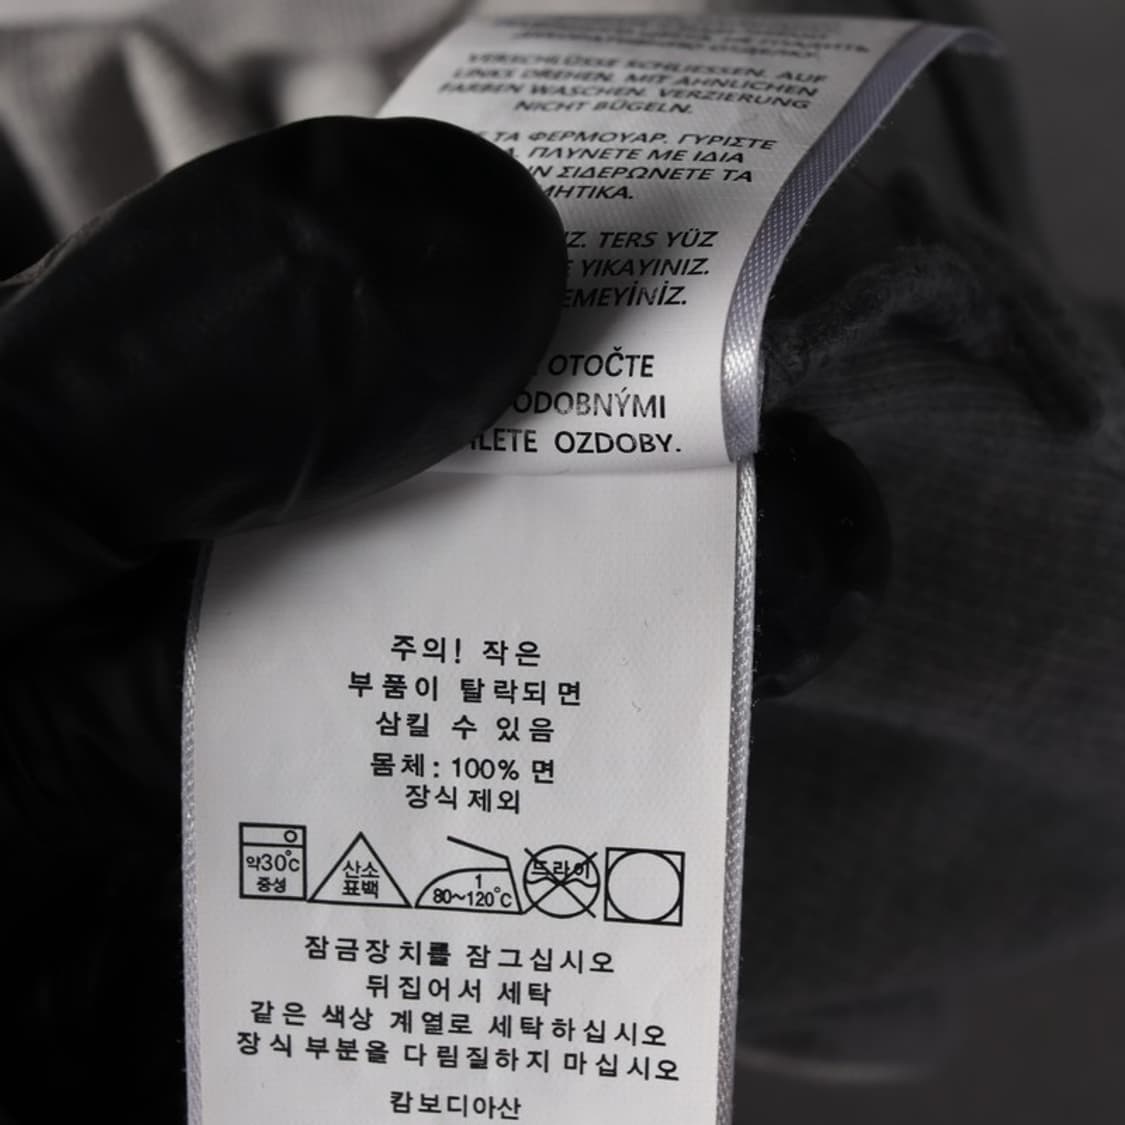 VERSCHLÜSSE SCHLIESSEN. AUF
LINKS DREHEN. MIT ÄHNLICHEN
FARBEN WASCHEN. VERZIERUNG
NICHT BÜGELN.
ΤΑ ΦΕΡΜΟΥΑΡ. ΓΥΡΙΣΤΕ
ΠΛΥΝΕΤΕ ΜΕ ΙΔΙΑ
ΣΙΔΕΡΩΝΕΤΕ ΤΑ
TERS YÜZ
YIKAYINIZ.
OTOČTE
OZDOBY.
주의! 작은
부품이 탈락되면
삼킬 수 있음
몸체: 100% 면
장식 제외
약30°C
중성
산소
표백
1
80~120°C
드라이
잠금장치를 잠그십시오
뒤집어서 세탁
같은 색상 계열로 세탁하십시오
장식 부분을 다림질하지 마십시오
캄보디아산